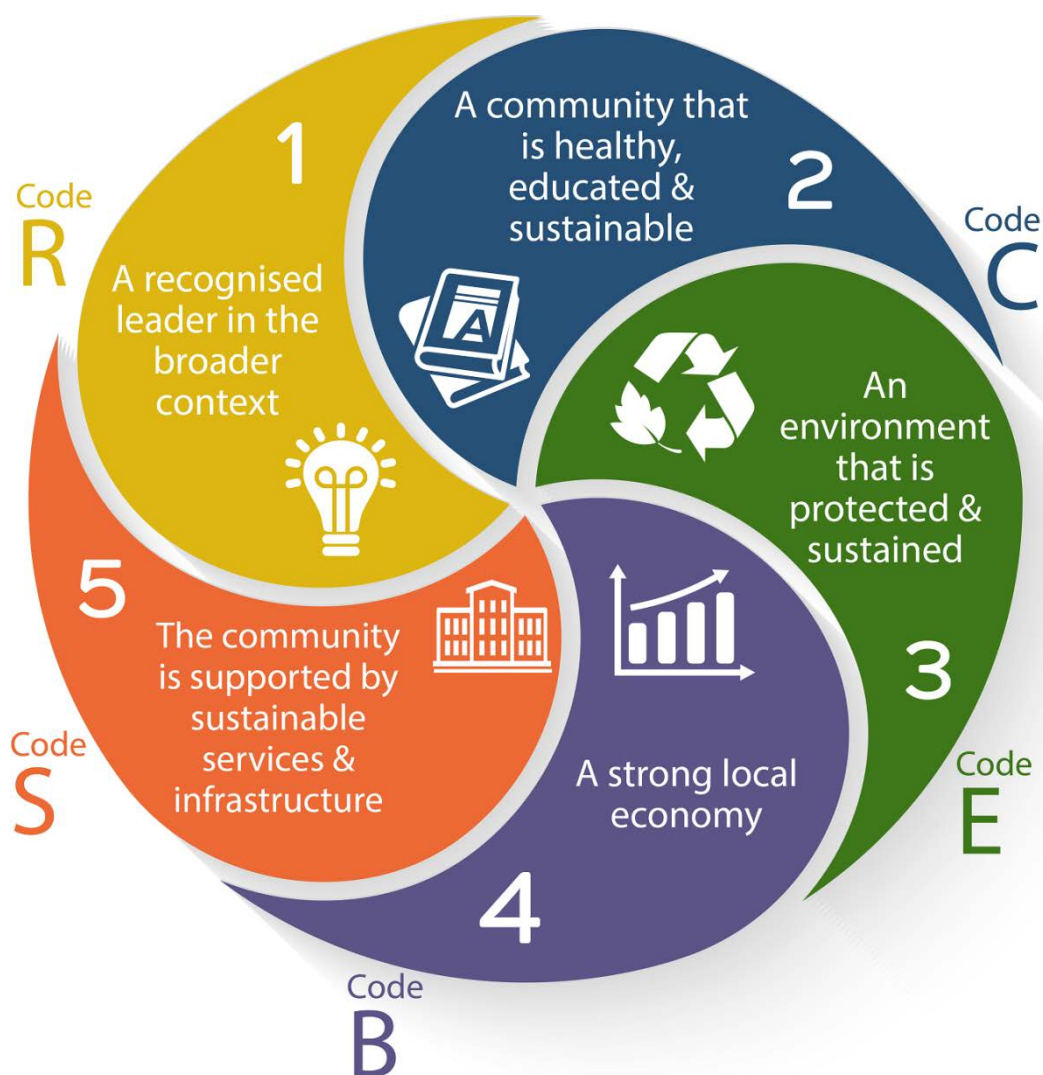 Code
R
1
A recognised
leader in the
broader
context
A community that
is healthy,
educated &
sustainable
2
Code
C
A
An
environment
that is
protected &
sustained
3
Code
E
A strong local
economy
4
Code
B
5
The community
is supported by
sustainable
services &
infrastructure
Code
S